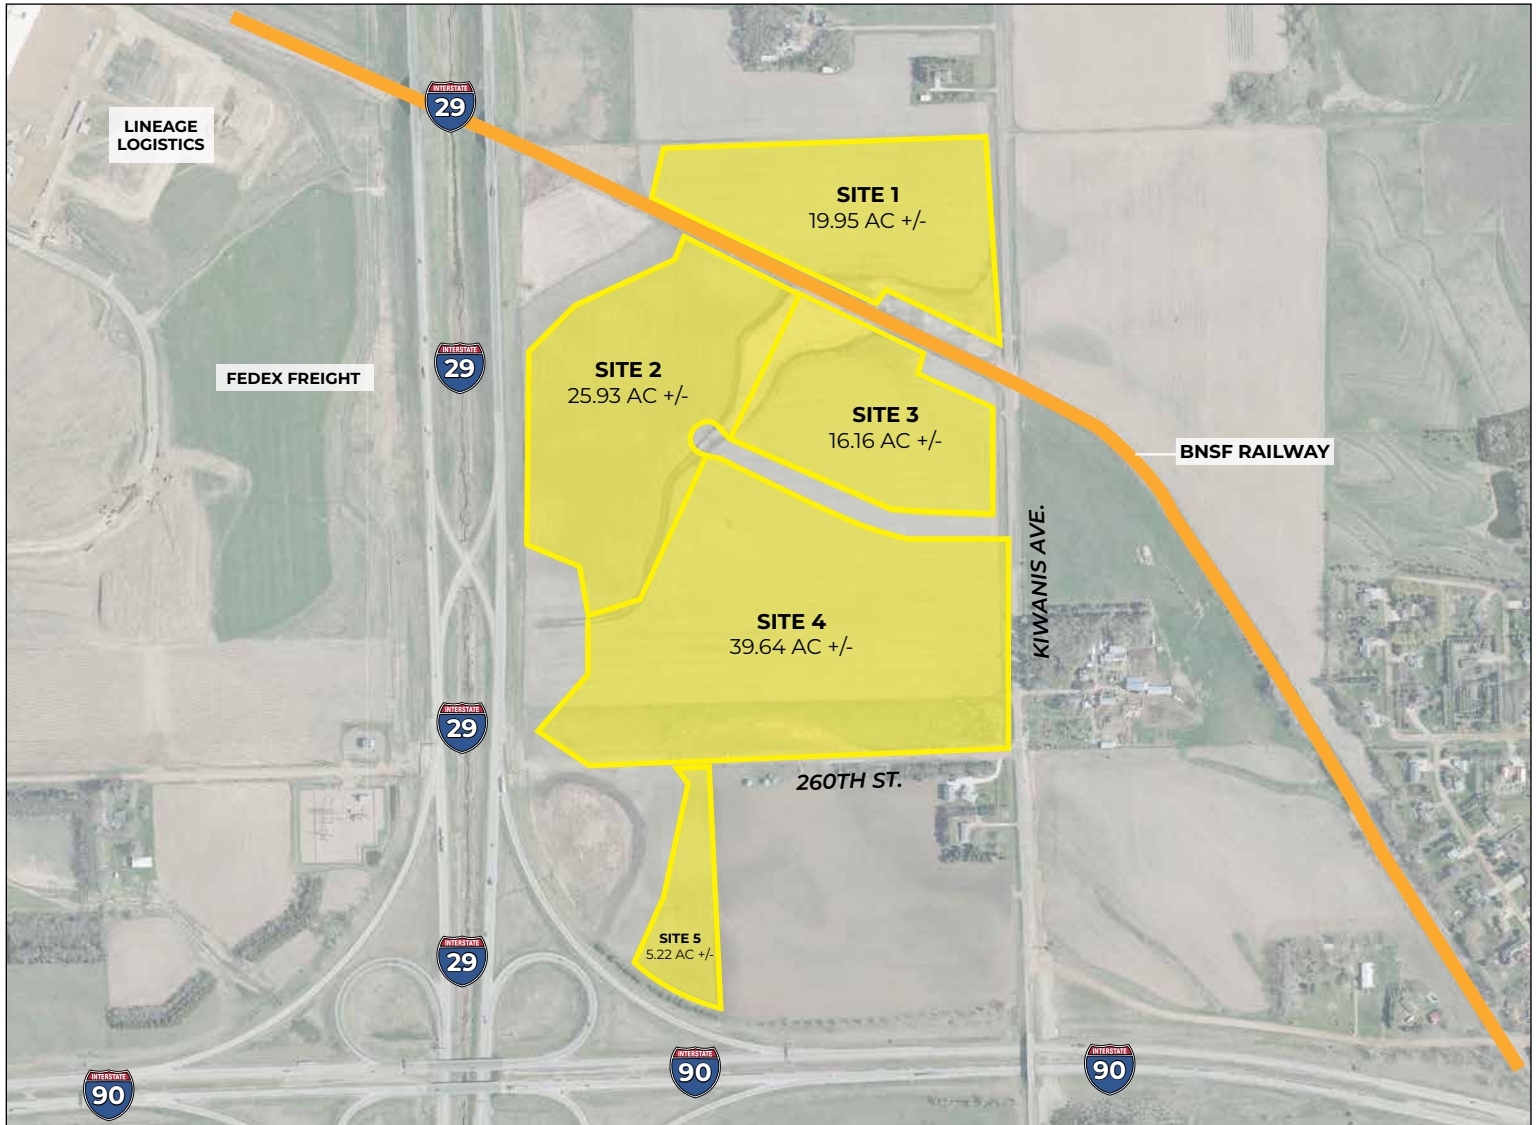 INTERSTATE
29
LINEAGE
LOGISTICS
SITE 1
19.95 AC +/-
INTERSTATE
29
FEDEX FREIGHT
SITE 2
25.93 AC +/-
SITE 3
16.16 AC +/-
BNSF RAILWAY
KIWANIS AVE.
SITE 4
39.64 AC +/-
INTERSTATE
29
260TH ST.
SITE 5
5.22 AC +/-
INTERSTATE
29
INTERSTATE
90
INTERSTATE
90
INTERSTATE
90